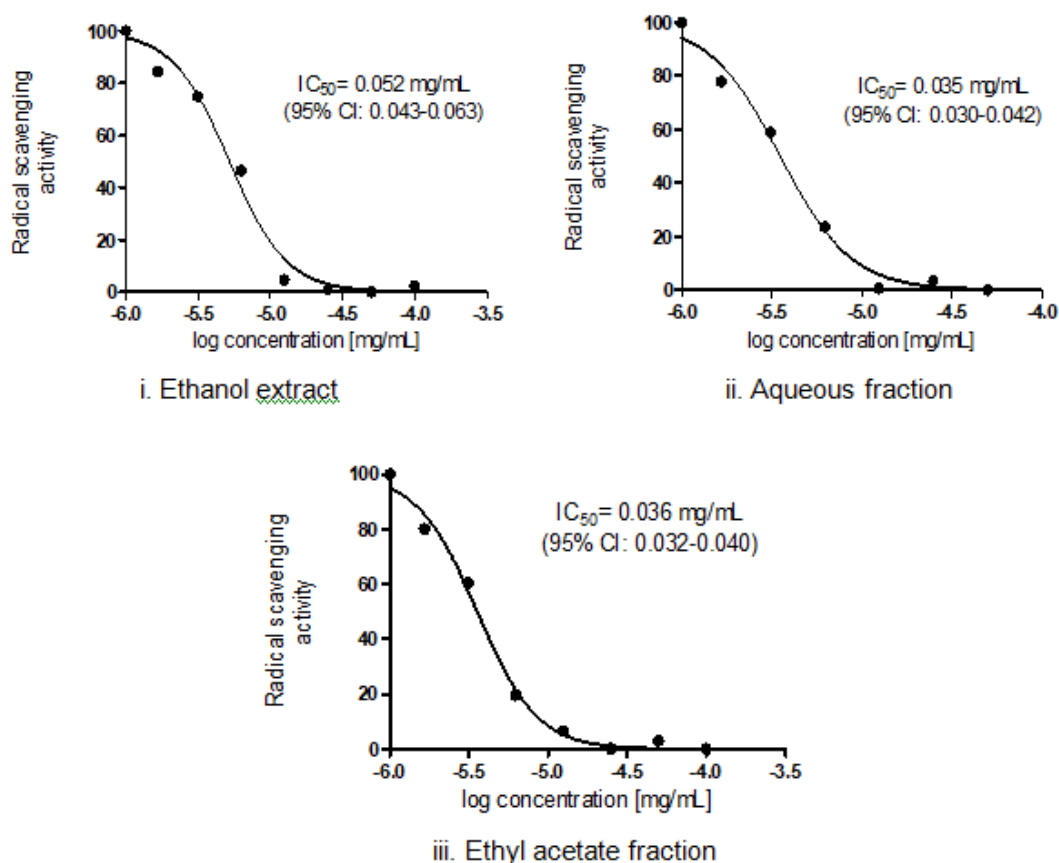 Radical scavenging
activity
100
80
60
40
20
0
IC50= 0.052 mg/mL
(95% CI: 0.043-0.063)
-6.0 -5.5 -5.0 -4.5 -4.0 -3.5
log concentration [mg/mL]
i. Ethanol extract
Radical scavenging
activity
100
80
60
40
20
0
IC50= 0.035 mg/mL
(95% CI: 0.030-0.042)
-6.0 -5.5 -5.0 -4.5 -4.0
log concentration [mg/mL]
ii. Aqueous fraction
Radical scavenging
activity
100
80
60
40
20
0
IC50= 0.036 mg/mL
(95% CI: 0.032-0.040)
-6.0 -5.5 -5.0 -4.5 -4.0 -3.5
log concentration [mg/mL]
iii. Ethyl acetate fraction